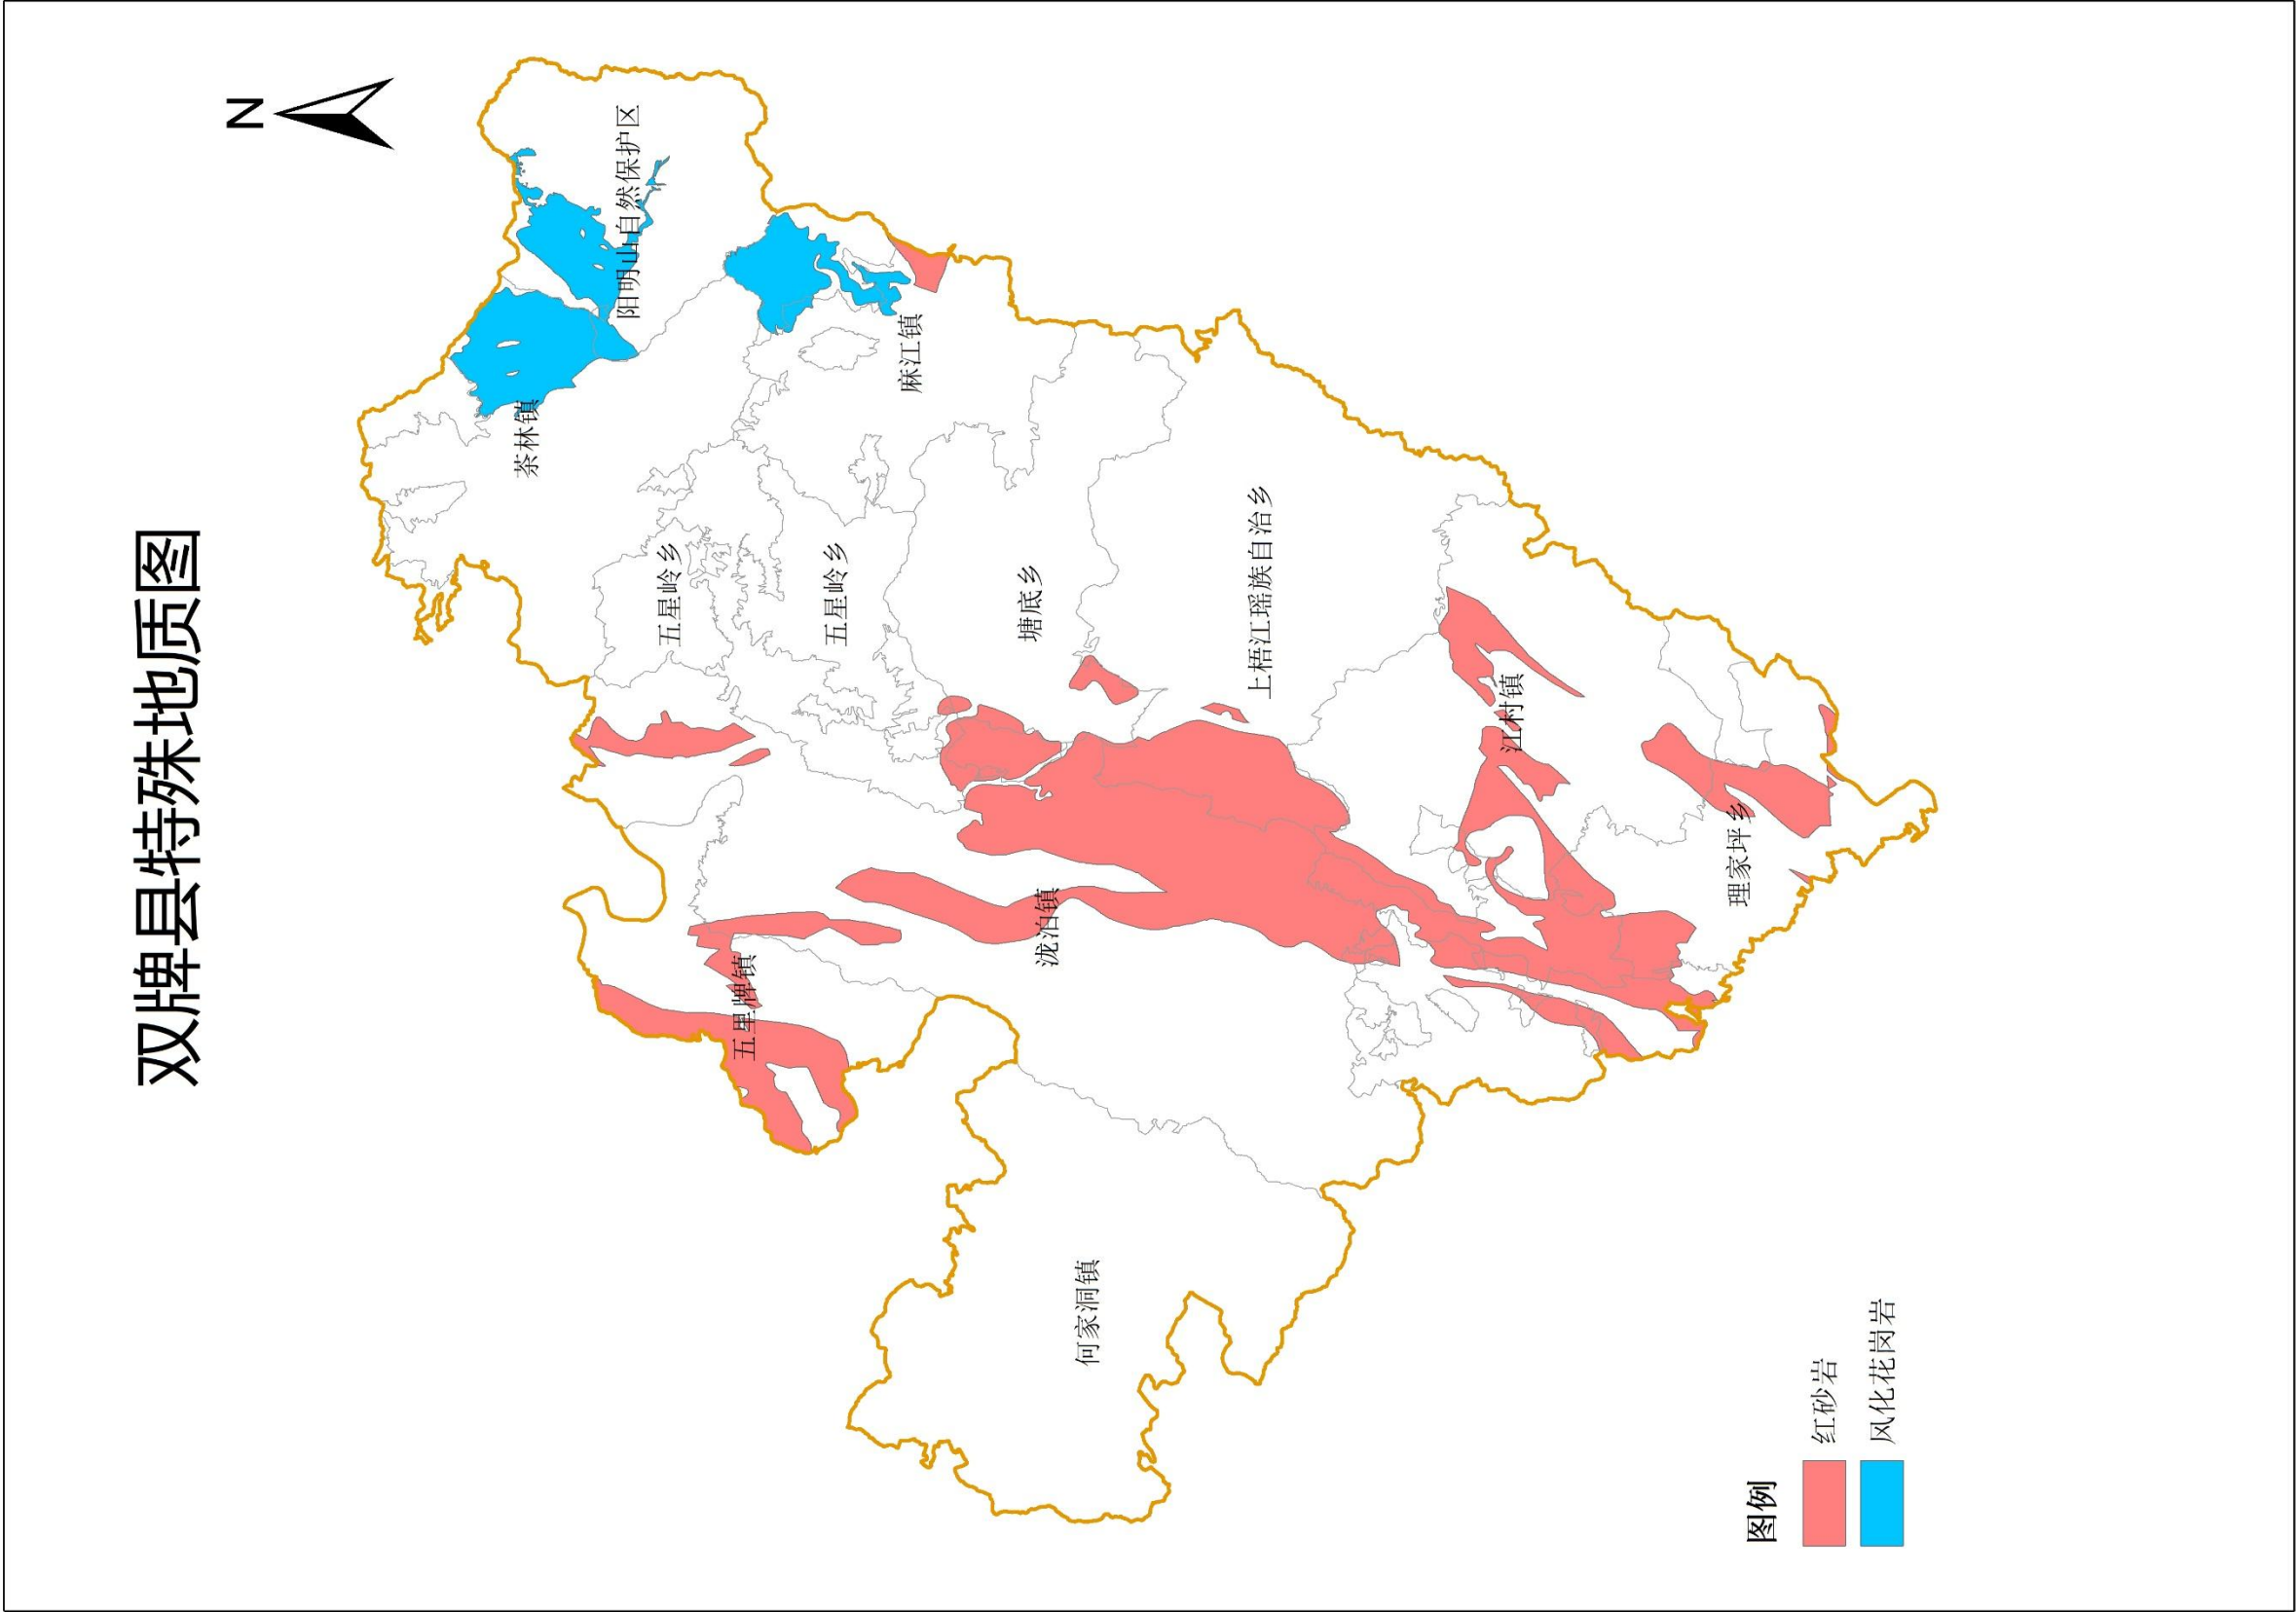 双牌县特殊地质图
N
阳明山自然保护区
茶林镇
麻江镇
五星岭乡
五星岭乡
塘底乡
上梧江瑶族自治乡
五里牌镇
泷泊镇
江村镇
理家坪乡
何家洞镇
图例
红砂岩
风化花岗岩